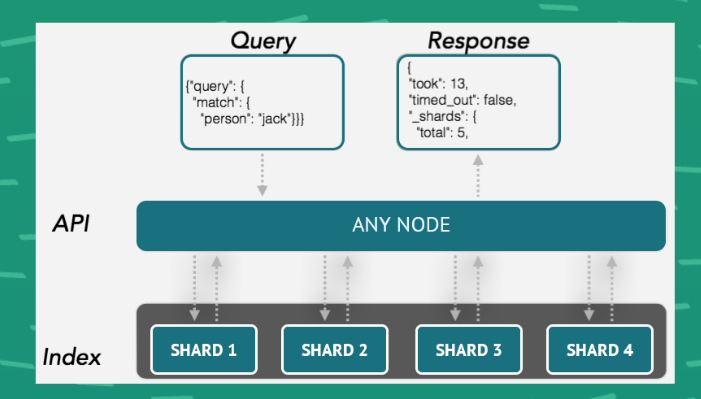 Query
Response
{"query": {
"match": {
"person": "jack"}}}
{
"took": 13,
"timed_out": false,
"_shards": {
"total": 5,
API
ANY NODE
SHARD 1
SHARD 2
SHARD 3
SHARD 4
Index